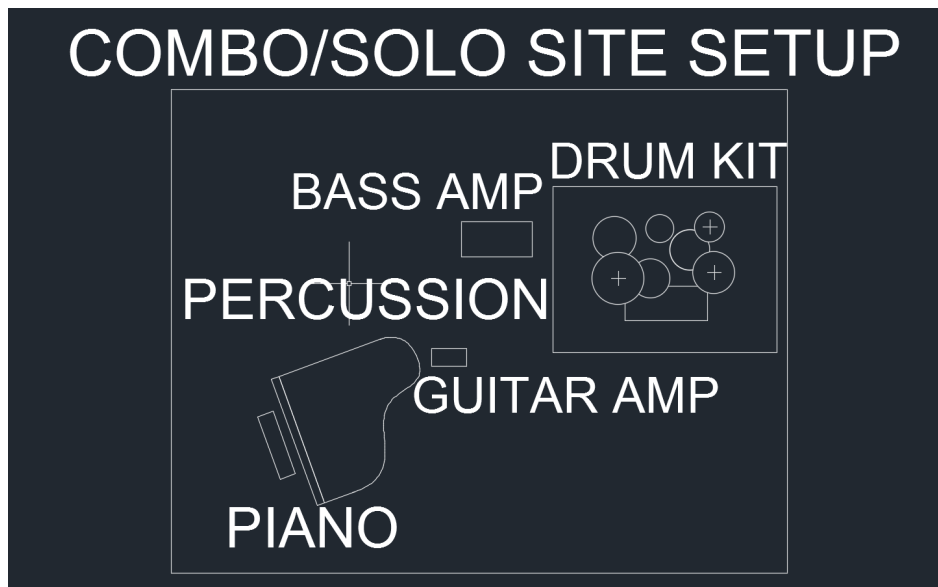 COMBO/SOLO SITE SETUP
DRUM KIT
BASS AMP
PERCUSSION
GUITAR AMP
PIANO